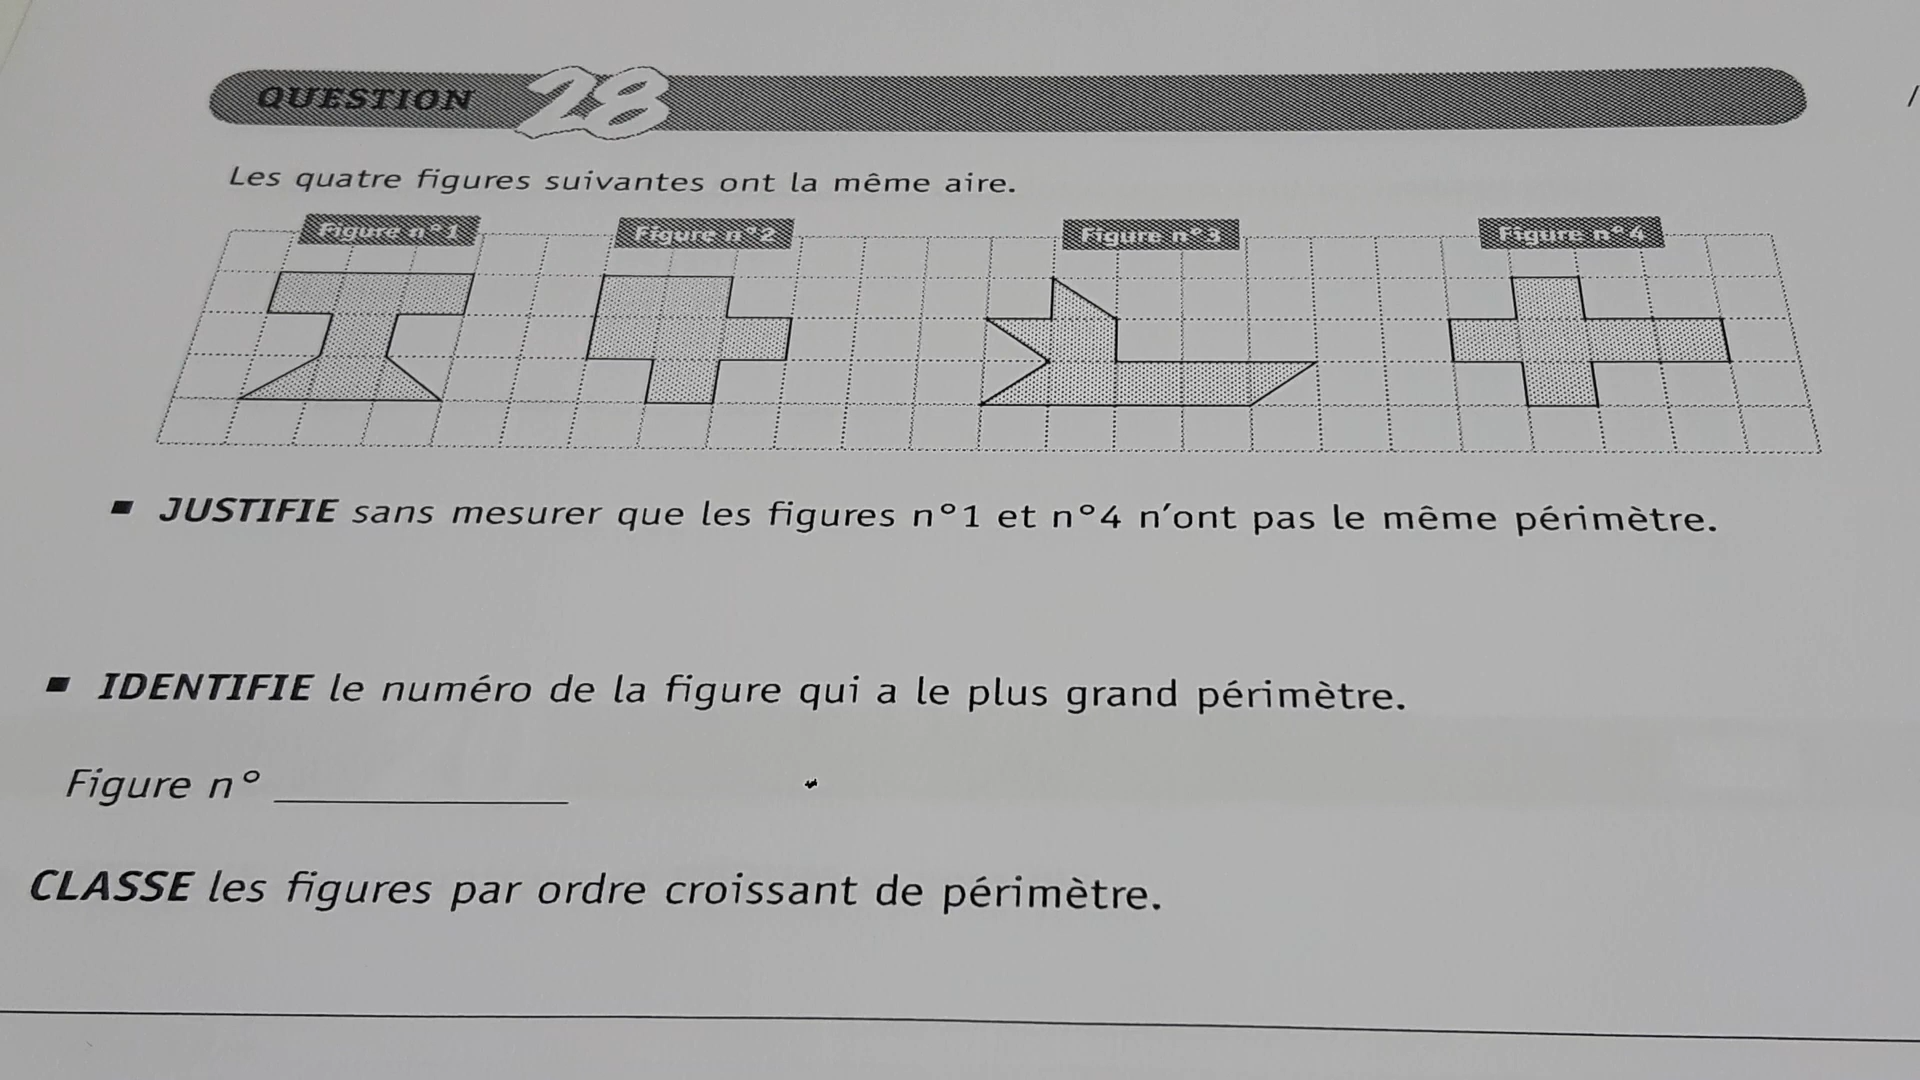 QUESTION 28
Les quatre figures suivantes ont la même aire.
Figure n°1 Figure n°2 Figure n°3 Figure n°4
▪ JUSTIFIE sans mesurer que les figures n°1 et n°4 n'ont pas le même périmètre.
▪ IDENTIFIE le numéro de la figure qui a le plus grand périmètre.
Figure n° __________
CLASSE les figures par ordre croissant de périmètre.